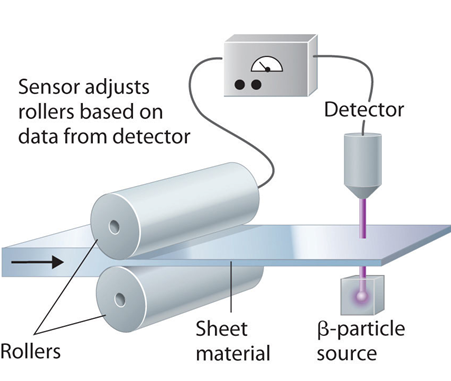 Sensor adjusts
rollers based on
data from detector
Detector
Rollers
Sheet
material
β-particle
source